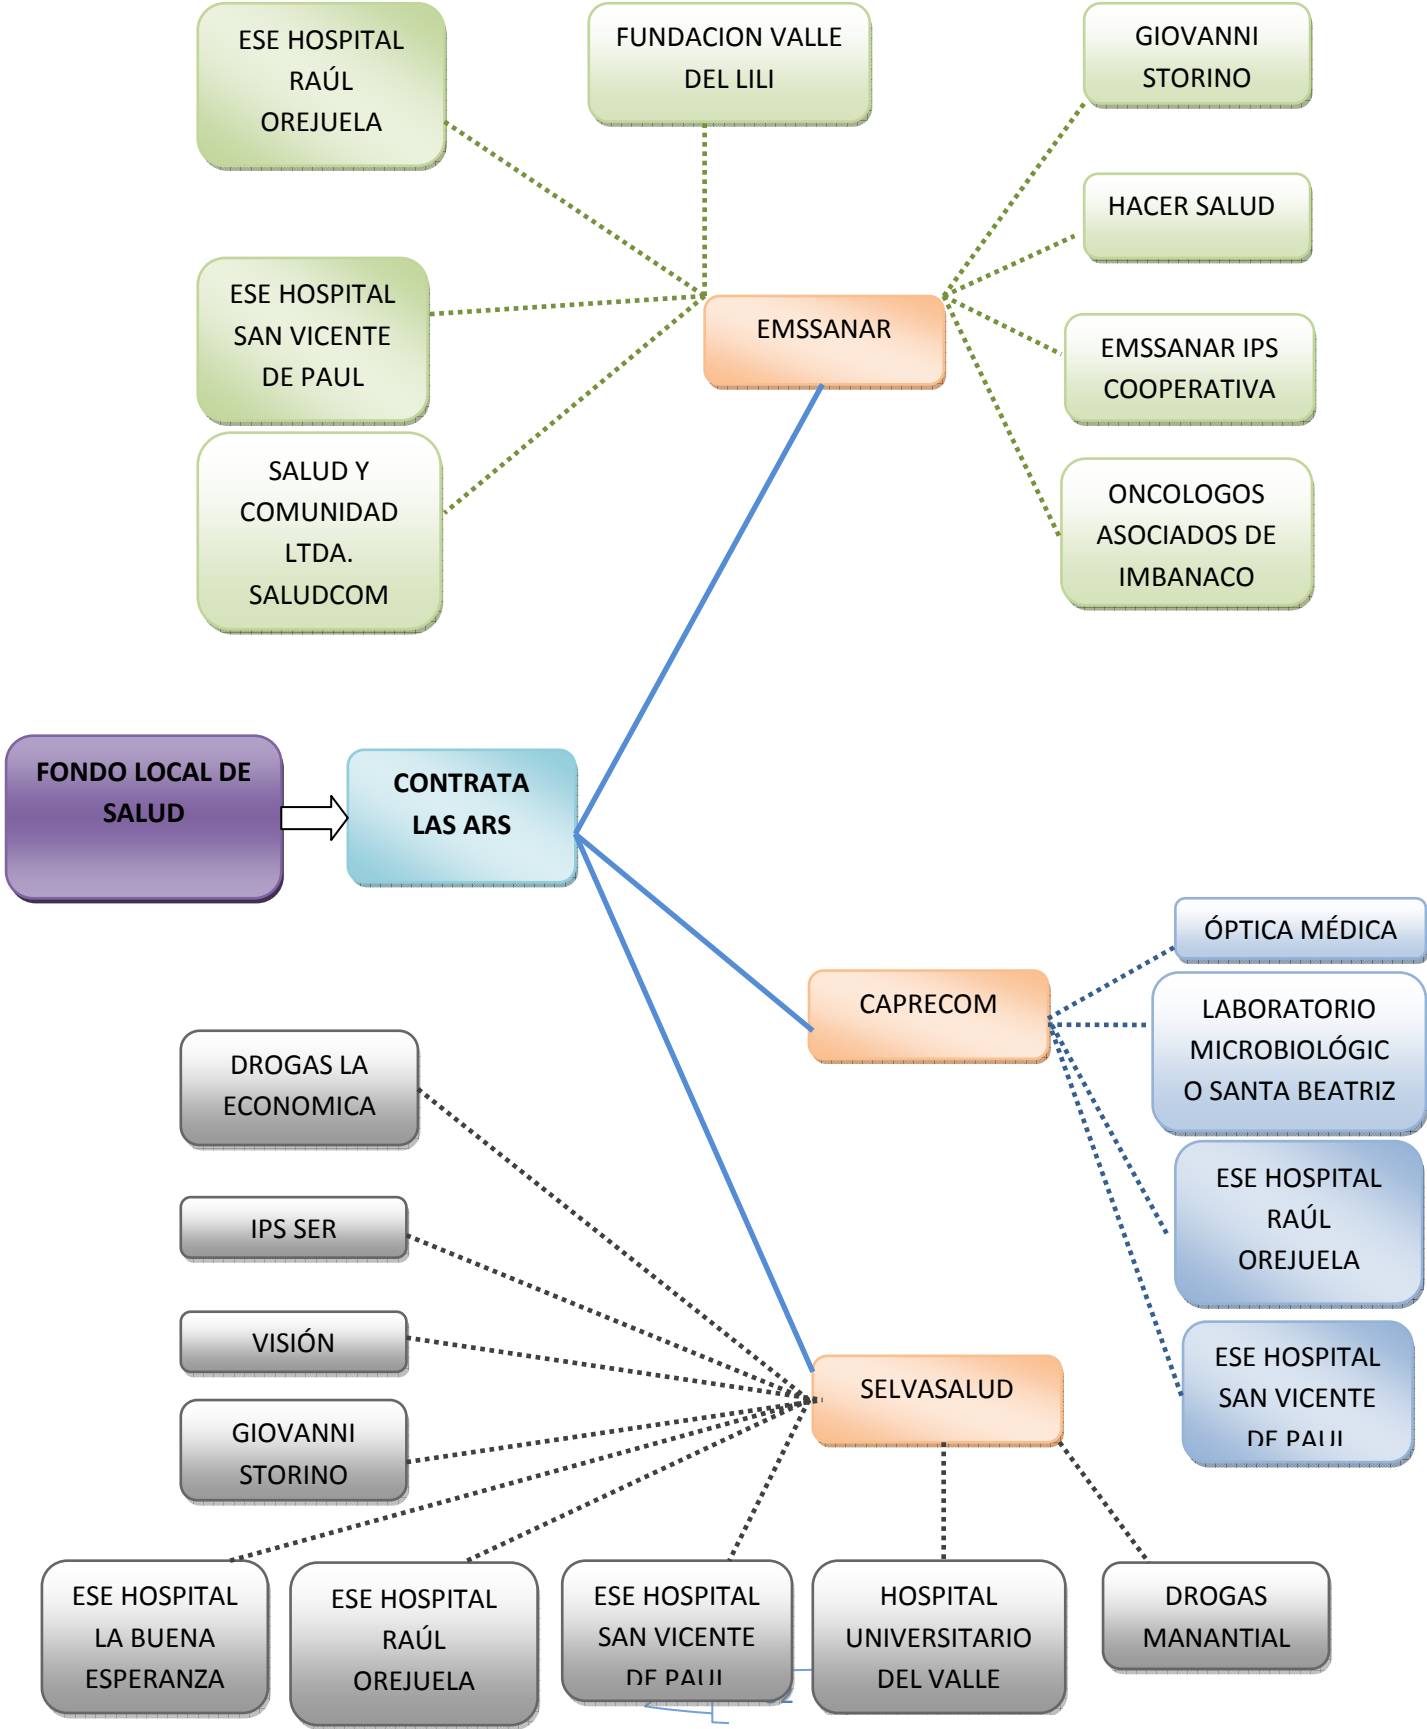 ESE HOSPITAL
RAÚL
OREJUELA
FUNDACION VALLE
DEL LILI
GIOVANNI
STORINO
HACER SALUD
ESE HOSPITAL
SAN VICENTE
DE PAUL
EMSSANAR
EMSSANAR IPS
COOPERATIVA
SALUD Y
COMUNIDAD
LTDA.
SALUDCOM
ONCOLOGOS
ASOCIADOS DE
IMBANACO
FONDO LOCAL DE
SALUD
CONTRATA
LAS ARS
ÓPTICA MÉDICA
CAPRECOM
LABORATORIO
MICROBIOLÓGIC
O SANTA BEATRIZ
DROGAS LA
ECONOMICA
ESE HOSPITAL
RAÚL
OREJUELA
IPS SER
VISIÓN
ESE HOSPITAL
SAN VICENTE
DE PAUL
SELVASALUD
GIOVANNI
STORINO
ESE HOSPITAL
LA BUENA
ESPERANZA
ESE HOSPITAL
RAÚL
OREJUELA
ESE HOSPITAL
SAN VICENTE
DE PAUL
HOSPITAL
UNIVERSITARIO
DEL VALLE
DROGAS
MANANTIAL